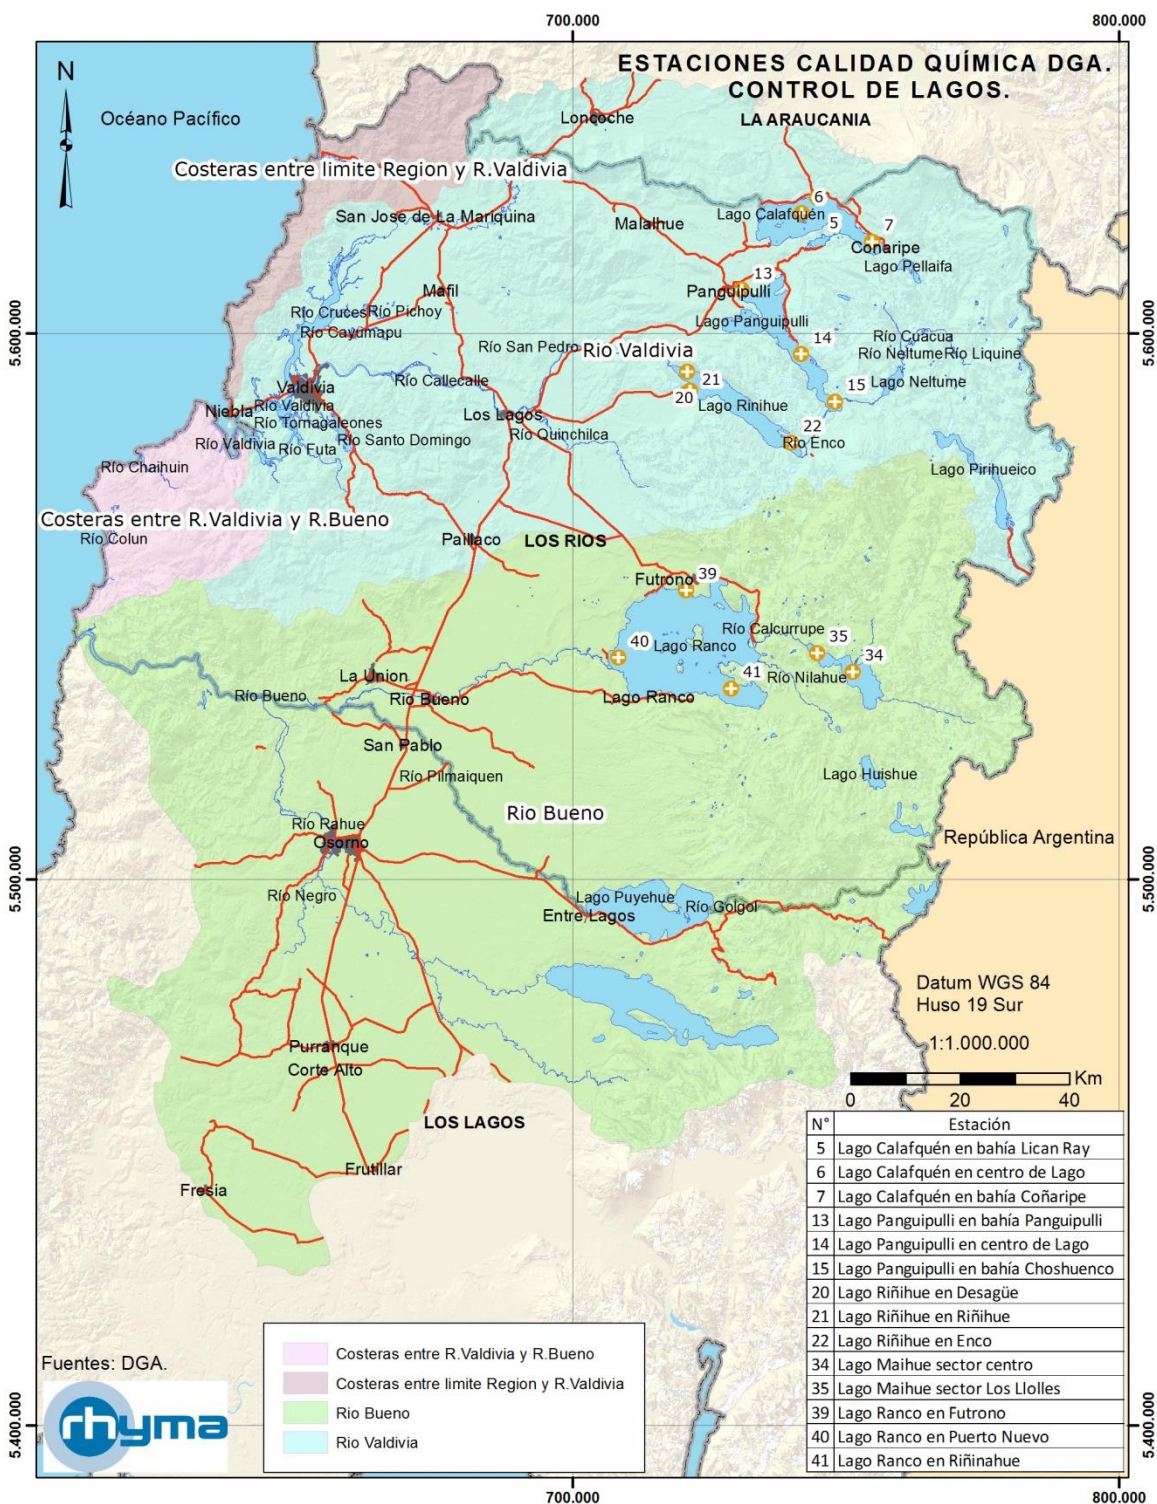 700.000
800.000
ESTACIONES CALIDAD QUÍMICA DGA.
CONTROL DE LAGOS.
N
Océano Pacífico
Loncoche
LA ARAUCANIA
Costeras entre limite Region y R.Valdivia
6
San Jose de La Mariquina
Lago Calafquén
Malalhue
5
7
Coñaripe
Lago Pellaifa
13
Panguipulli
Mafil
Río Cruces
Río Pichoy
Lago Panguipulli
5.600.000
5.600.000
Río Cayumapu
Río Cuacua
Río San Pedro
Rio Valdivia
14
Río Neltume
Río Liquine
Río Callecalle
21
Lago Neltume
Valdivia
20
15
Niebla
Río Valdivia
Los Lagos
Lago Rinihue
Río Tornagaleones
22
Río Quinchilca
Río Valdivia
Río Futa
Río Santo Domingo
Río Enco
Río Chaihuin
Lago Pirihueico
Costeras entre R.Valdivia y R.Bueno
Río Colun
Paillaco
LOS RIOS
Futrono
39
Río Calcurrupe
40
Lago Ranco
35
34
La Union
41
Río Nilahue
Río Bueno
Rio Bueno
Lago Ranco
San Pablo
Río Pilmaiquen
Lago Huishue
Rio Bueno
Río Rahue
Osorno
República Argentina
5.500.000
5.500.000
Río Negro
Lago Puyehue
Río Golgol
Entre Lagos
Datum WGS 84
Huso 19 Sur
1:1.000.000
Purranque
Corte Alto
Km
0 20 40
LOS LAGOS
Frutillar
Fresia
N° Estación
5 Lago Calafquén en bahía Lican Ray
6 Lago Calafquén en centro de Lago
7 Lago Calafquén en bahía Coñaripe
13 Lago Panguipulli en bahía Panguipulli
14 Lago Panguipulli en centro de Lago
15 Lago Panguipulli en bahía Choshuenco
20 Lago Riñihue en Desagüe
21 Lago Riñihue en Riñihue
22 Lago Riñihue en Enco
34 Lago Maihue sector centro
35 Lago Maihue sector Los Llolles
39 Lago Ranco en Futrono
40 Lago Ranco en Puerto Nuevo
41 Lago Ranco en Riñinahue
Costeras entre R.Valdivia y R.Bueno
Costeras entre limite Region y R.Valdivia
Rio Bueno
Rio Valdivia
Fuentes: DGA.
rhyma
5.400.000
5.400.000
700.000
800.000